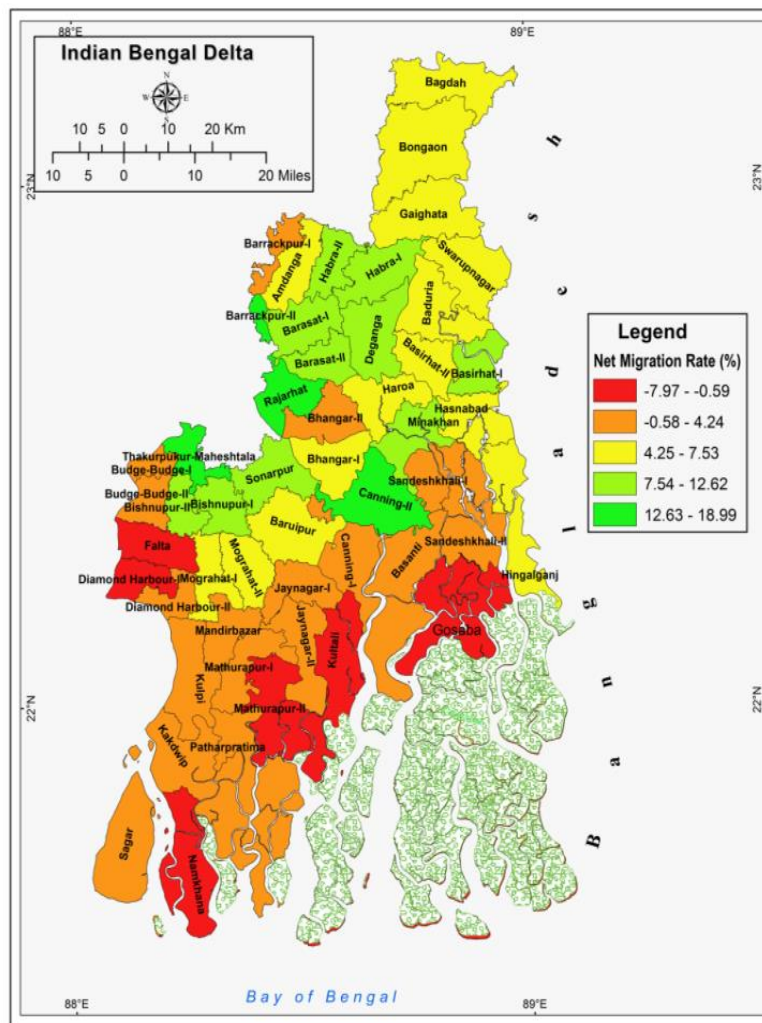 88°E
89°E
Indian Bengal Delta
N
W E
S
10 5 0 10 20 Km
10 5 0 10 20 Miles
23°N
23°N
Bagdah
Bongaon
Gaighata
Barrackpur-I
Amdanga
Habra-II
Habra-I
Swarupnagar
Baduria
Barrackpur-II
Barasat-I
Deganga
Basirhat-II
Basirhat-I
Barasat-II
Rajarhat
Haroa
Bhangar-II
Hasnabad
Minakhan
Thakurpukur-Maheshtala
Budge-Budge-I
Bhangar-I
Sonarpur
Sandeshkhali-I
Budge-Budge-II
Bishnupur-I
Bishnupur-II
Canning-II
Baruipur
Falta
Sandeshkhali-II
Canning-I
Basanti
Mograhat-II
Diamond Harbour-I
Mograhat-I
Hingalganj
Jaynagar-I
Diamond Harbour-II
Mandirbazar
Jaynagar-II
Kultali
Gosaba
Mathurapur-I
Kulpi
Mathurapur-II
Kakdwip
Patharpratima
Sagar
Namkhana
Legend
Net Migration Rate (%)
-7.97 - -0.59
-0.58 - 4.24
4.25 - 7.53
7.54 - 12.62
12.63 - 18.99
Bangladesh
22°N
22°N
Bay of Bengal
88°E
89°E